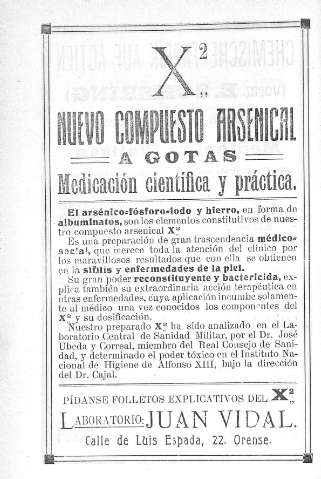 X²„
NUEVO COMPUESTO ARSENICAL
A GOTAS
Medicación científica y práctica.
El arsénico=fósforo=iodo y hierro, en forma de
albuminatos, son los elementos constitutivos de nues-
tro compuesto arsenical X²
Es una preparación de gran trascendencia médico-
social, que merece toda la atención del clínico por
los maravillosos resultados que con ella se obtienen
en la sífilis y enfermedades de la piel.
Su gran poder reconstituyente y bactericida, ex-
plica también su extraordinaria acción terapéutica en
otras enfermedades, cuya aplicación incumbe solamen-
te al médico una vez conocidos los componentes del
X² y su dosificación.
Nuestro preparado X² ha sido analizado en el La-
boratorio Central de Sanidad Militar, por el Dr. José
Ubeda y Correal, miembro del Real Consejo de Sani-
dad, y determinado el poder tóxico en el Instituto Na-
cional de Higiene de Alfonso XIII, bajo la dirección
del Dr. Cajal.
PÍDANSE FOLLETOS EXPLICATIVOS DEL X²„
LABORATORIO: JUAN VIDAL.
Calle de Luis Espada, 22. Orense.